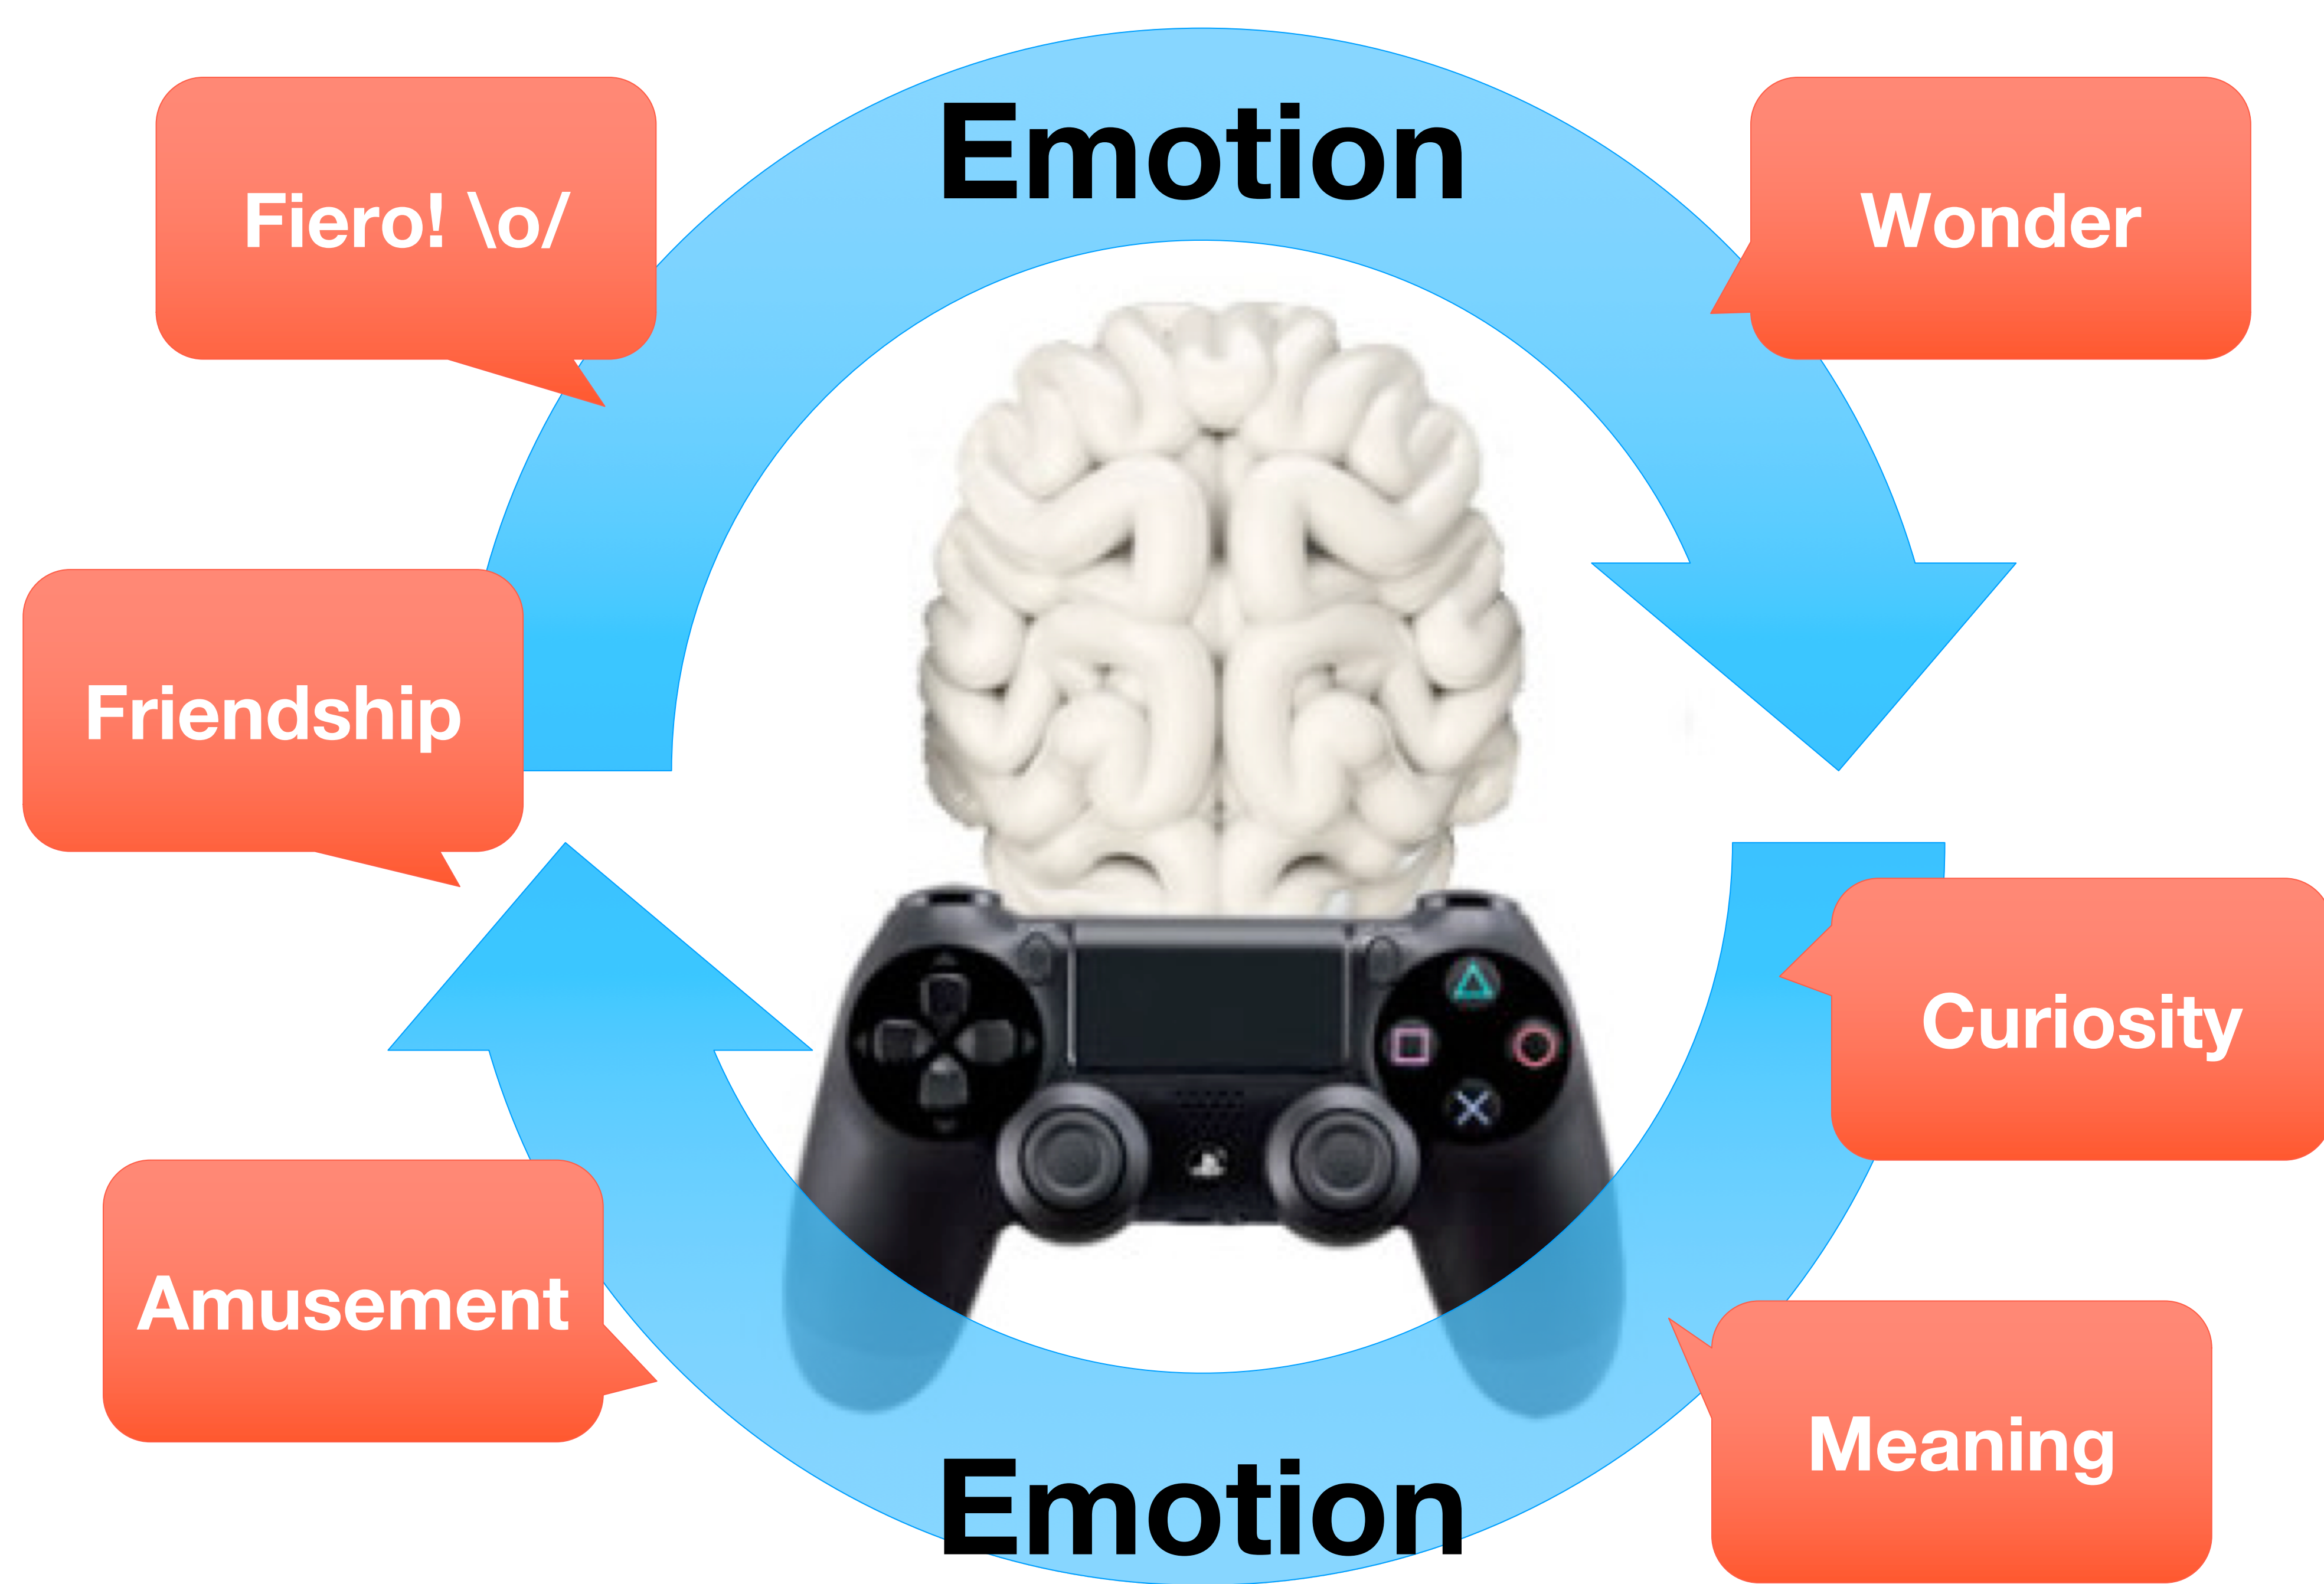 Emotion
Fiero! \o/
Wonder
Friendship
Curiosity
Amusement
Meaning
Emotion